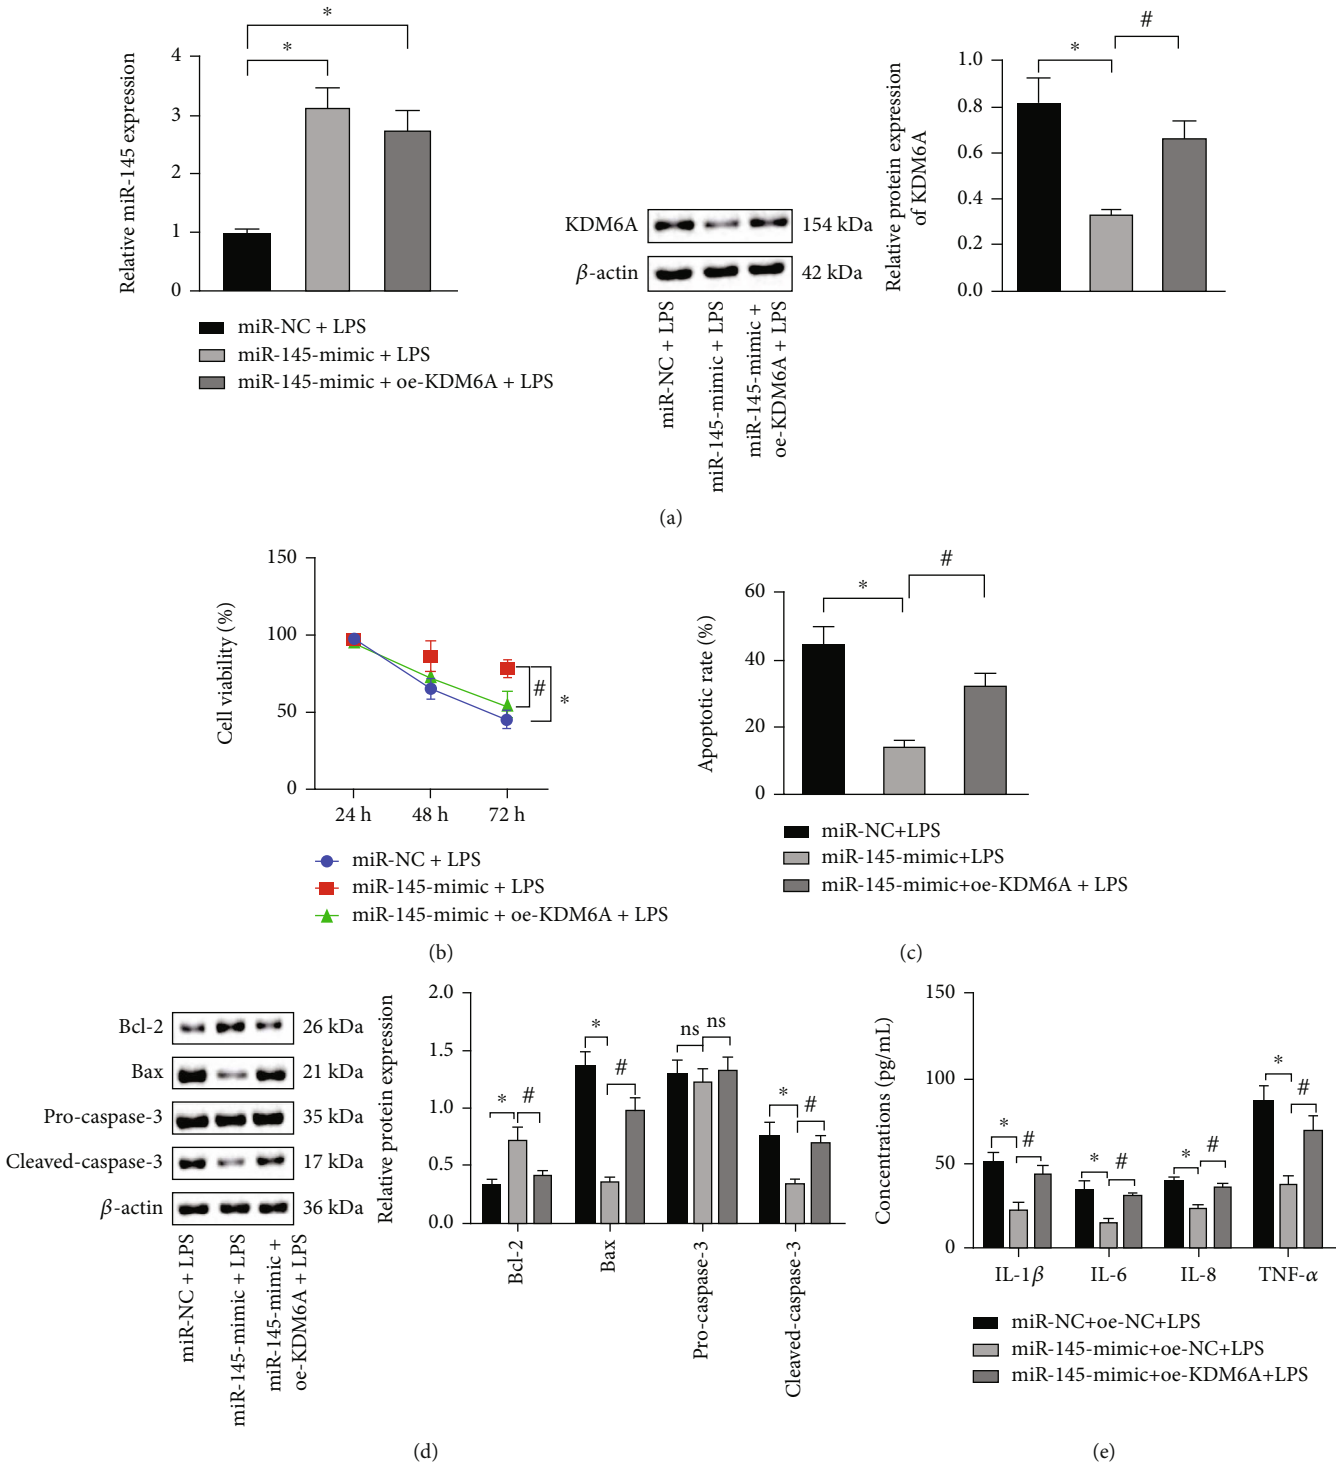 *
*
Relative miR-145 expression
4
3
2
1
0
miR-NC + LPS
miR-145-mimic + LPS
miR-145-mimic + oe-KDM6A + LPS
KDM6A
154 kDa
β-actin
42 kDa
miR-NC + LPS
miR-145-mimic + LPS
miR-145-mimic +
oe-KDM6A + LPS
#
*
Relative protein expression
of KDM6A
1.0
0.8
0.6
0.4
0.2
0.0
(a)
Cell viability (%)
150
100
50
0
24 h 48 h 72 h
# *
miR-NC + LPS
miR-145-mimic + LPS
miR-145-mimic + oe-KDM6A + LPS
(b)
#
*
Apoptotic rate (%)
60
40
20
0
miR-NC+LPS
miR-145-mimic+LPS
miR-145-mimic+oe-KDM6A + LPS
(c)
Bcl-2 26 kDa
Bax 21 kDa
Pro-caspase-3 35 kDa
Cleaved-caspase-3 17 kDa
β-actin 36 kDa
miR-NC + LPS
miR-145-mimic + LPS
miR-145-mimic +
oe-KDM6A + LPS
Relative protein expression
2.0
1.5
1.0
0.5
0.0
* #
* #
ns ns
* #
Bcl-2
Bax
Pro-caspase-3
Cleaved-caspase-3
(d)
Concentrations (pg/mL)
150
100
50
0
* #
* #
* #
* #
IL-1β IL-6 IL-8 TNF-α
miR-NC+oe-NC+LPS
miR-145-mimic+oe-NC+LPS
miR-145-mimic+oe-KDM6A+LPS
(e)